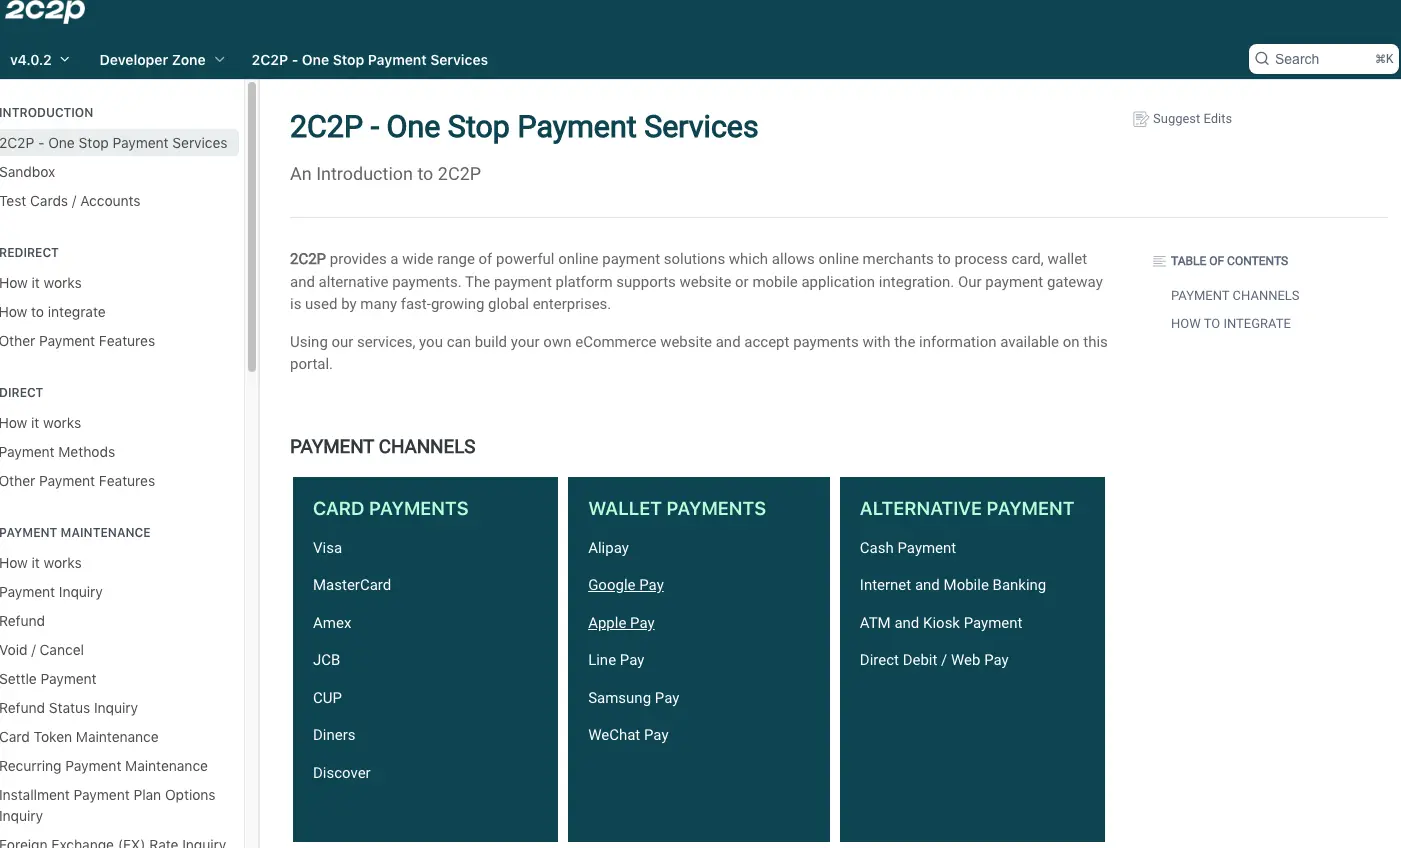 2c2p
v4.0.2
Developer Zone
2C2P - One Stop Payment Services
Search
⌘K
INTRODUCTION
2C2P - One Stop Payment Services
Sandbox
Test Cards / Accounts
REDIRECT
How it works
How to integrate
Other Payment Features
DIRECT
How it works
Payment Methods
Other Payment Features
PAYMENT MAINTENANCE
How it works
Payment Inquiry
Refund
Void / Cancel
Settle Payment
Refund Status Inquiry
Card Token Maintenance
Recurring Payment Maintenance
Installment Payment Plan Options
Inquiry
Foreign Exchange (FX) Rate Inquiry
2C2P - One Stop Payment Services
An Introduction to 2C2P
Suggest Edits
2C2P provides a wide range of powerful online payment solutions which allows online merchants to process card, wallet
and alternative payments. The payment platform supports website or mobile application integration. Our payment gateway
is used by many fast-growing global enterprises.
Using our services, you can build your own eCommerce website and accept payments with the information available on this
portal.
TABLE OF CONTENTS
PAYMENT CHANNELS
HOW TO INTEGRATE
PAYMENT CHANNELS
CARD PAYMENTS
Visa
MasterCard
Amex
JCB
CUP
Diners
Discover
WALLET PAYMENTS
Alipay
Google Pay
Apple Pay
Line Pay
Samsung Pay
WeChat Pay
ALTERNATIVE PAYMENT
Cash Payment
Internet and Mobile Banking
ATM and Kiosk Payment
Direct Debit / Web Pay